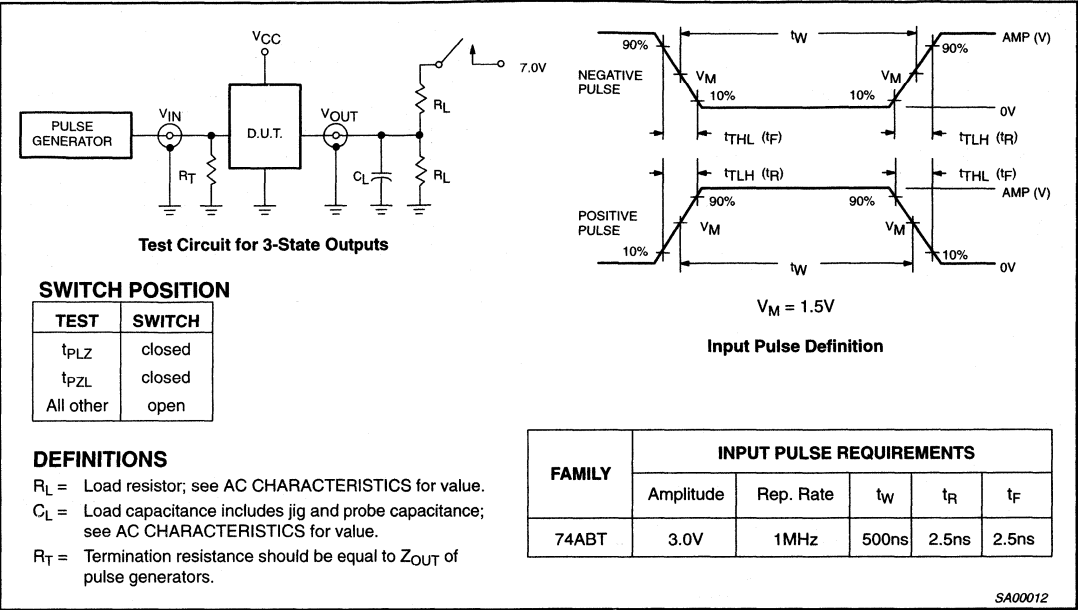 VCC
7.0V
RL
PULSE
GENERATOR
VIN
D.U.T.
VOUT
RT
CL
RL
Test Circuit for 3-State Outputs
SWITCH POSITION
TEST SWITCH
tPLZ closed
tPZL closed
All other open
DEFINITIONS
RL = Load resistor; see AC CHARACTERISTICS for value.
CL = Load capacitance includes jig and probe capacitance;
see AC CHARACTERISTICS for value.
RT = Termination resistance should be equal to ZOUT of
pulse generators.
90% tW 90% AMP (V)
NEGATIVE
PULSE
VM VM
10% 10%
0V
tTHL (tF) tTLH (tR)
tTLH (tR) tTHL (tF)
AMP (V)
90% 90%
POSITIVE
PULSE
VM VM
10% 10%
tW 0V
VM = 1.5V
Input Pulse Definition
FAMILY INPUT PULSE REQUIREMENTS
Amplitude Rep. Rate tW tR tF
74ABT 3.0V 1MHz 500ns 2.5ns 2.5ns
SA00012